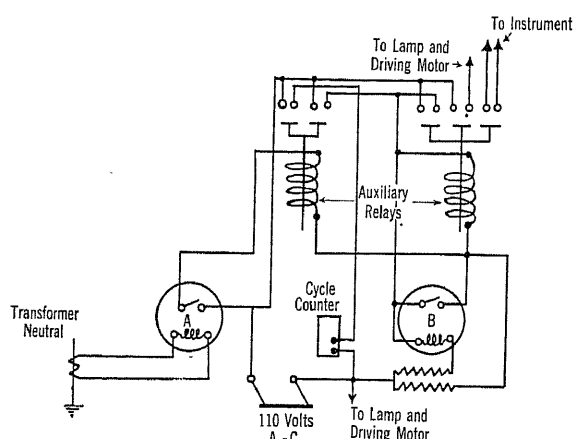 To Instrument
To Lamp and
Driving Motor
Auxiliary
Relays
Cycle
Counter
Transformer
Neutral
A
B
110 Volts
A-C
To Lamp and
Driving Motor